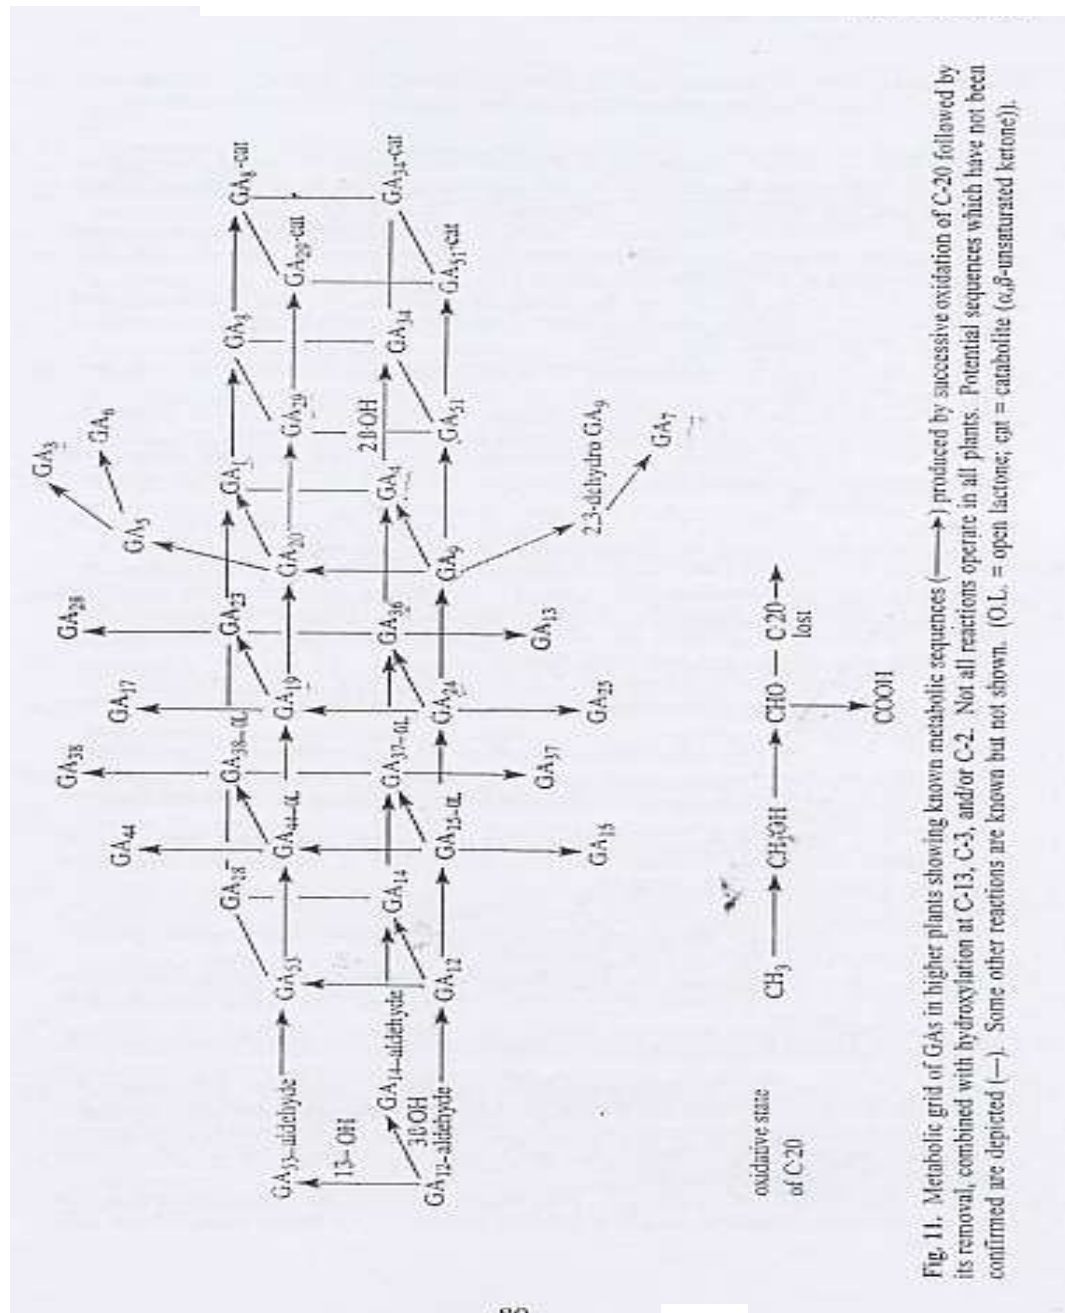 GA₃
GA₆
GA₅
GA₂₈
GA₁₇
GA₃₈
GA₄₄
GA₁₈
GA₃₈-0L
GA₂₃
GA₁
GA₈
GA₈-cat
GA₅₃-aldehyde
GA₅₃
GA₄₄-0L
GA₁₉
GA₂₀
GA₂₉
GA₂₉-cat
13-OH
2β-OH
GA₁₄-aldehyde
GA₁₄
GA₃₇-0L
GA₃₆
GA₄
GA₃₄
GA₃₄-cat
3β OH
GA₁₂-aldehyde
GA₁₂
GA₁₅-0L
GA₂₄
GA₉
GA₅₁
GA₅₁-cat
GA₁₅
GA₃₇
GA₂₅
GA₁₃
2,3-dehydro GA₉
GA₇
oxidative state
of C-20
CH₃
CH₂OH
CHO
C-20
lost
COOH
Fig. 11. Metabolic grid of GAs in higher plants showing known metabolic sequences (⟶) produced by successive oxidation of C-20 followed by
its removal, combined with hydroxylation at C-13, C-3, and/or C-2. Not all reactions operate in all plants. Potential sequences which have not been
confirmed are depicted (—). Some other reactions are known but not shown. (O.L. = open lactone; cat = catabolite (α,β-unsaturated ketone)).